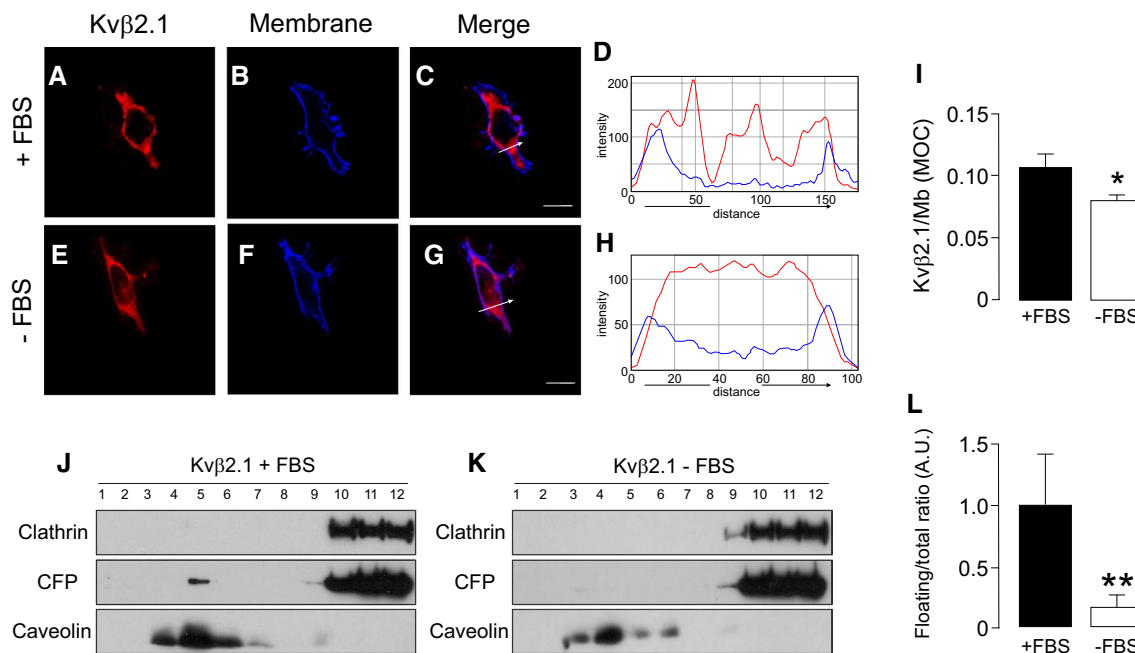 Kvβ2.1 Membrane Merge
+ FBS
A B C
D
intensity
200
100
0
0 50 100 150
distance
- FBS
E F G
H
intensity
100
50
0
0 20 40 60 80 100
distance
I
Kvβ2.1/Mb (MOC)
0.15
0.10
0.05
0
*
+FBS -FBS
J
Kvβ2.1 + FBS
1 2 3 4 5 6 7 8 9 10 11 12
Clathrin
CFP
Caveolin
K
Kvβ2.1 - FBS
1 2 3 4 5 6 7 8 9 10 11 12
Clathrin
CFP
Caveolin
L
Floating/total ratio (A.U.)
1.5
1.0
0.5
0
**
+FBS -FBS